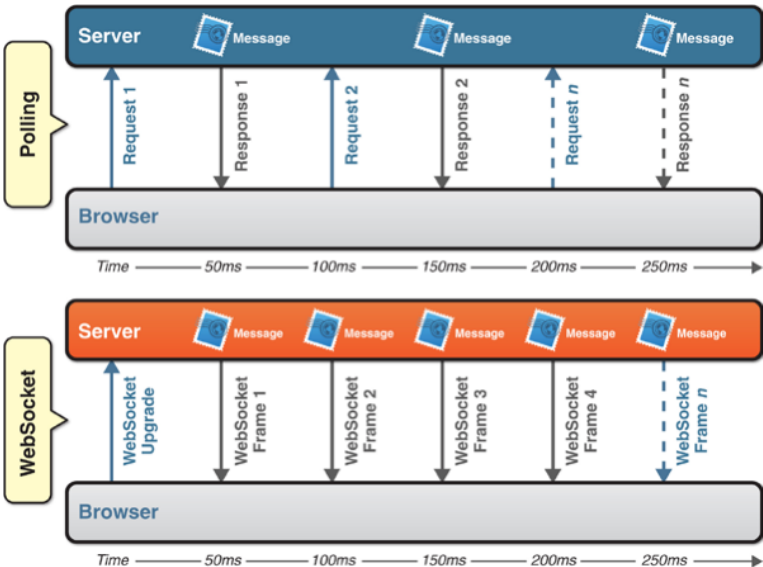 Polling
Server
Message
Message
Message
Request 1
Response 1
Request 2
Response 2
Request n
Response n
Browser
Time 50ms 100ms 150ms 200ms 250ms
WebSocket
Server
Message
Message
Message
Message
Message
WebSocket
Upgrade
WebSocket
Frame 1
WebSocket
Frame 2
WebSocket
Frame 3
WebSocket
Frame 4
WebSocket
Frame n
Browser
Time 50ms 100ms 150ms 200ms 250ms